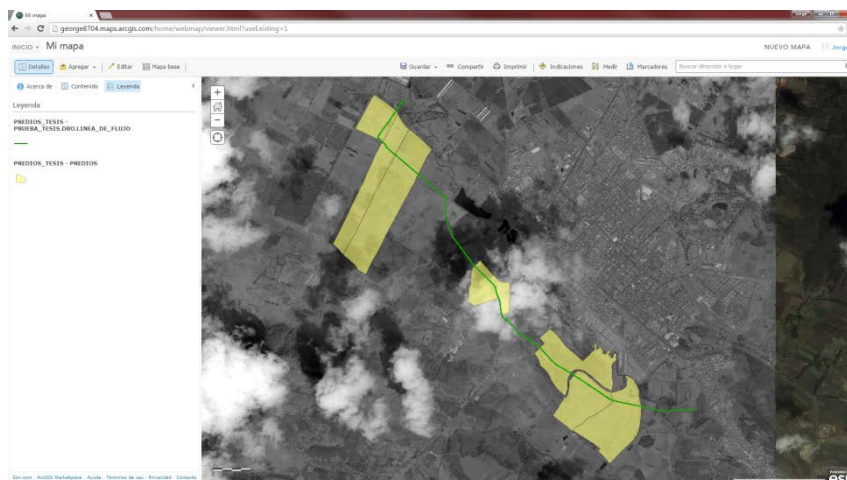 Mi mapa
george8704.maps.arcgis.com/home/webmap/viewer.html?useExisting=1
INICIO Mi mapa NUEVO MAPA Jorge
Detalles Agregar Editar Mapa base Guardar Compartir Imprimir Indicaciones Medir Marcadores Buscar dirección o lugar
Acerca de Contenido Leyenda
Leyenda
PREDIOS_TESIS -
PRUEBA_TESIS.DBO.LINEA_DE_FLUJO
PREDIOS_TESIS - PREDIOS
Esri.com ArcGIS Marketplace Ayuda Términos de uso Privacidad Contacto
esri